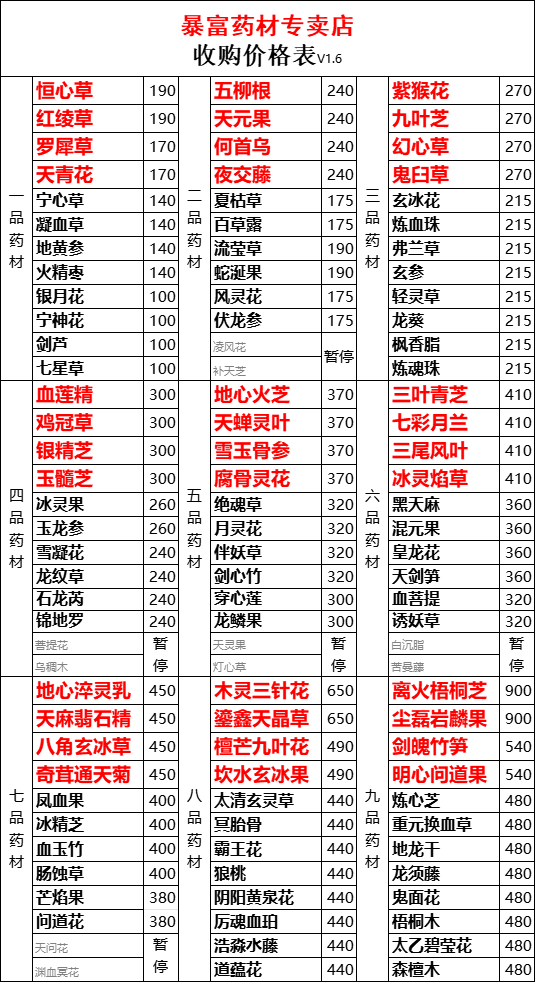 暴富药材专卖店
收购价格表V1.6
一品药材
恒心草 190
红绫草 190
罗犀草 170
天青花 170
宁心草 140
凝血草 140
地黄参 140
火精枣 140
银月花 100
宁神花 100
剑芦 100
七星草 100
二品药材
五柳根 240
天元果 240
何首乌 240
夜交藤 240
夏枯草 175
百草露 175
流莹草 190
蛇涎果 190
风灵花 175
伏龙参 175
凌风花
补天芝
暂停
三品药材
紫猴花 270
九叶芝 270
幻心草 270
鬼臼草 270
玄冰花 215
炼血珠 215
弗兰草 215
玄参 215
轻灵草 215
龙葵 215
枫香脂 215
炼魂珠 215
四品药材
血莲精 300
鸡冠草 300
银精芝 300
玉髓芝 300
冰灵果 260
玉龙参 260
雪凝花 240
龙纹草 240
石龙芮 240
锦地罗 240
菩提花
乌稠木
暂停
五品药材
地心火芝 370
天蝉灵叶 370
雪玉骨参 370
腐骨灵花 370
绝魂草 320
月灵花 320
伴妖草 320
剑心竹 320
穿心莲 300
龙鳞果 300
天灵果
灯心草
暂停
六品药材
三叶青芝 410
七彩月兰 410
三尾风叶 410
冰灵焰草 410
黑天麻 360
混元果 360
皇龙花 360
天剑笋 360
血菩提 320
诱妖草 320
白沉脂
苦曼藤
暂停
七品药材
地心淬灵乳 450
天麻翡石精 450
八角玄冰草 450
奇茸通天菊 450
凤血果 400
冰精芝 400
血玉竹 400
肠蚀草 400
芒焰果 380
问道花 380
天问花
渊血冥花
暂停
八品药材
木灵三针花 650
鎏鑫天晶草 650
檀芒九叶花 490
坎水玄冰果 490
太清玄灵草 440
冥胎骨 440
霸王花 440
狼桃 440
阴阳黄泉花 440
厉魂血珀 440
浩淼水藤 440
道蕴花 440
九品药材
离火梧桐芝 900
尘磊岩麟果 900
剑魄竹笋 540
明心问道果 540
炼心芝 480
重元换血草 480
地龙干 480
龙须藤 480
鬼面花 480
梧桐木 480
太乙碧莹花 480
森檀木 480